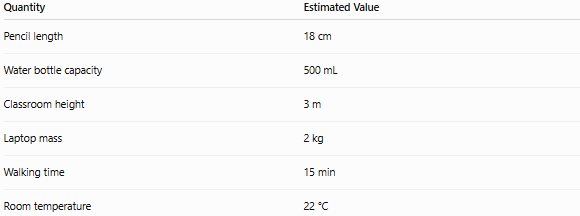 Quantity Estimated Value
Pencil length 18 cm
Water bottle capacity 500 mL
Classroom height 3 m
Laptop mass 2 kg
Walking time 15 min
Room temperature 22 °C